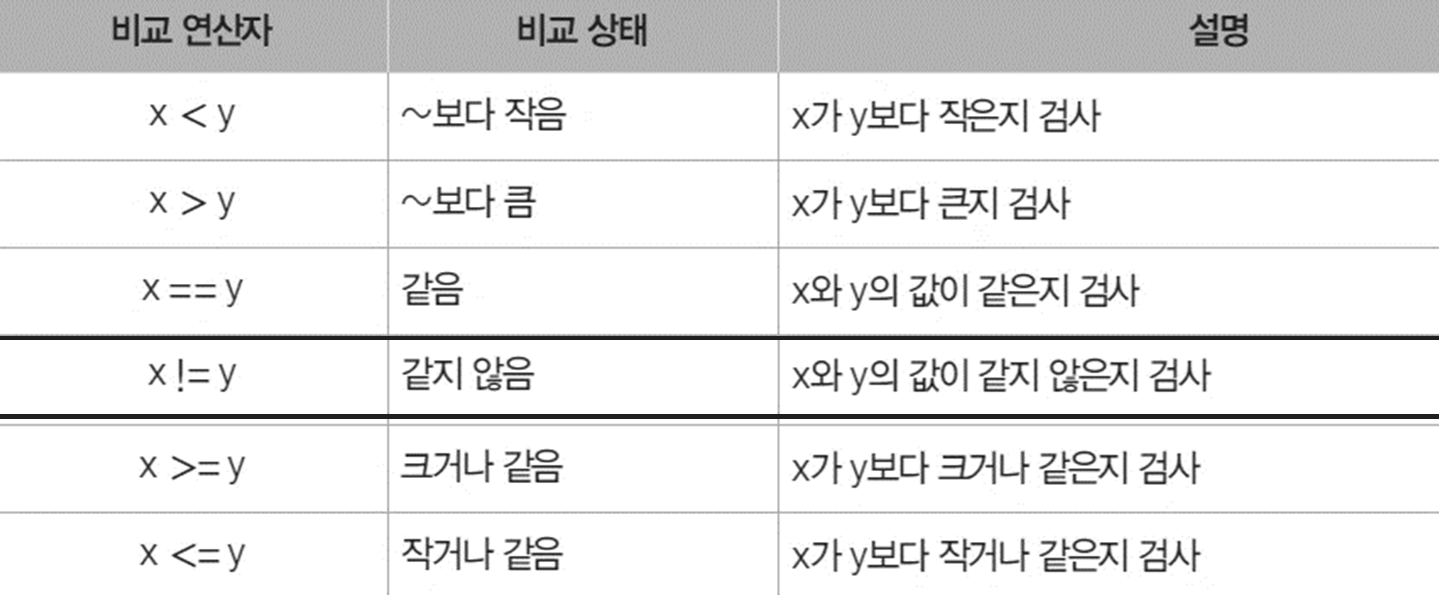 비교 연산자 비교 상태 설명
x < y ~보다 작음 x가 y보다 작은지 검사
x > y ~보다 큼 x가 y보다 큰지 검사
x == y 같음 x와 y의 값이 같은지 검사
x != y 같지 않음 x와 y의 값이 같지 않은지 검사
x >= y 크거나 같음 x가 y보다 크거나 같은지 검사
x <= y 작거나 같음 x가 y보다 작거나 같은지 검사